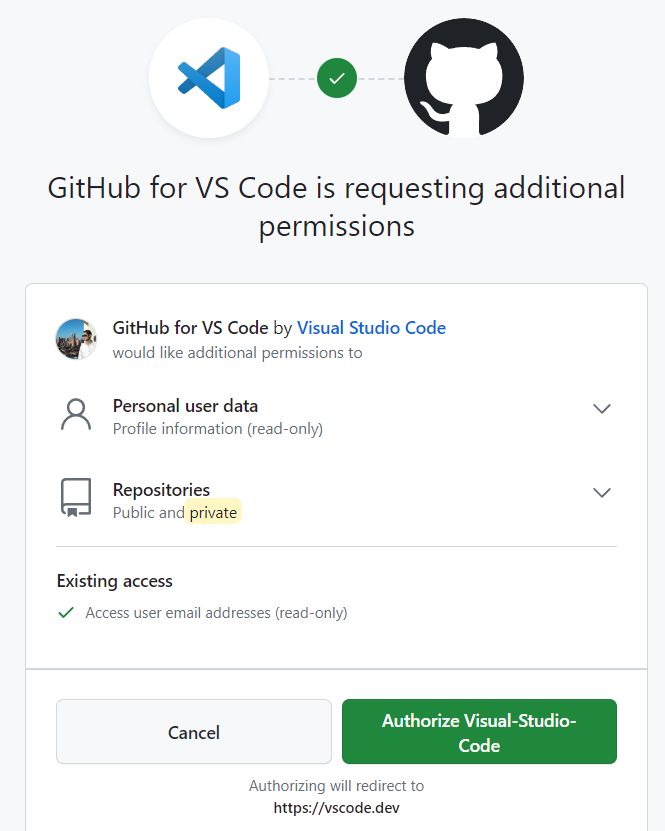 GitHub for VS Code is requesting additional
permissions
GitHub for VS Code by Visual Studio Code
would like additional permissions to
Personal user data
Profile information (read-only)
Repositories
Public and private
Existing access
Access user email addresses (read-only)
Cancel
Authorize Visual-Studio-
Code
Authorizing will redirect to
https://vscode.dev